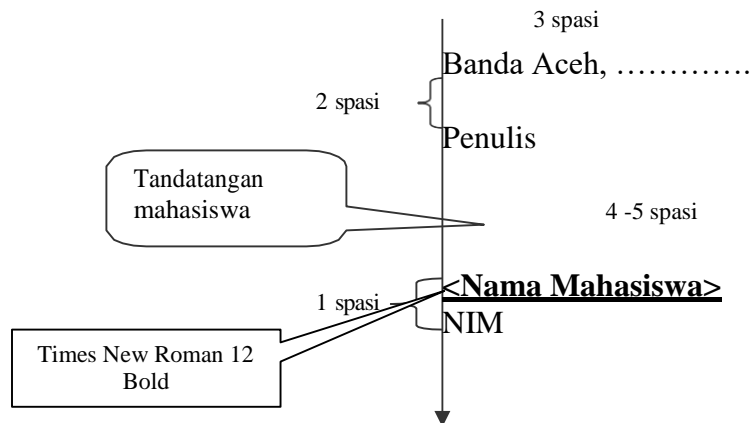 3 spasi
Banda Aceh, ………….
2 spasi
Penulis
Tandatangan
mahasiswa
4 -5 spasi
<Nama Mahasiswa>
1 spasi
NIM
Times New Roman 12
Bold